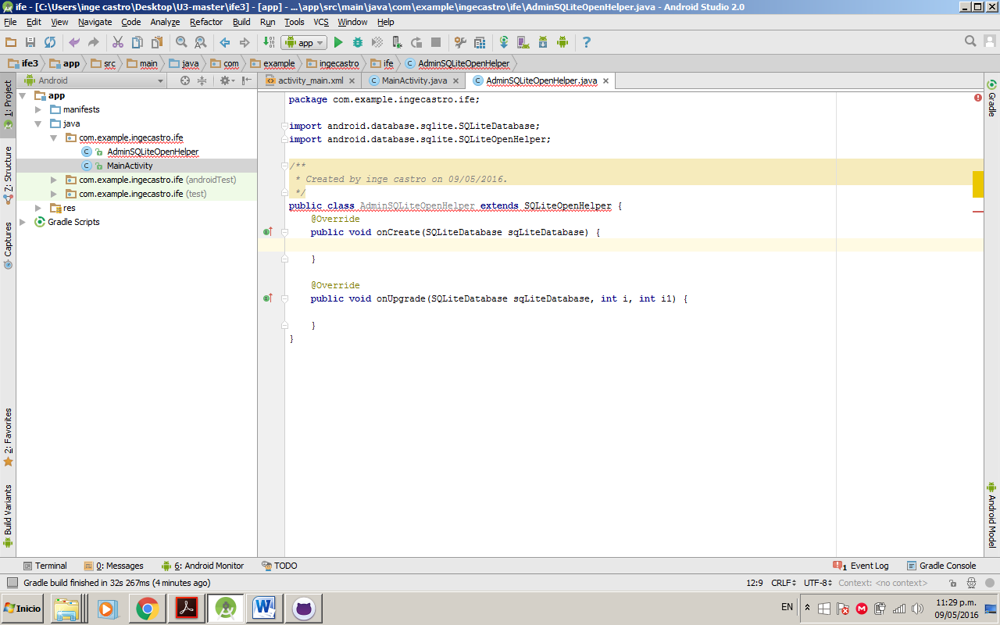 ife - [C:\Users\inge castro\Desktop\U3-master\ife3] - [app] - ...\app\src\main\java\com\example\ingecastro\ife\AdminSQLiteOpenHelper.java - Android Studio 2.0
File Edit View Navigate Code Analyze Refactor Build Run Tools VCS Window Help
app
ife3 app src main java com example ingecastro ife AdminSQLiteOpenHelper
Android
activity_main.xml MainActivity.java AdminSQLiteOpenHelper.java
1: Project
7: Structure
Captures
2: Favorites
Build Variants
app
manifests
java
com.example.ingecastro.ife
AdminSQLiteOpenHelper
MainActivity
com.example.ingecastro.ife (androidTest)
com.example.ingecastro.ife (test)
res
Gradle Scripts
package com.example.ingecastro.ife;
import android.database.sqlite.SQLiteDatabase;
import android.database.sqlite.SQLiteOpenHelper;
/**
* Created by inge castro on 09/05/2016.
*/
public class AdminSQLiteOpenHelper extends SQLiteOpenHelper {
@Override
public void onCreate(SQLiteDatabase sqLiteDatabase) {
}
@Override
public void onUpgrade(SQLiteDatabase sqLiteDatabase, int i, int i1) {
}
}
Gradle
Android Model
Terminal 0: Messages 6: Android Monitor TODO 1 Event Log Gradle Console
Gradle build finished in 32s 267ms (4 minutes ago) 12:9 CRLF UTF-8 Context: <no context>
Inicio
EN
11:29 p.m.
09/05/2016